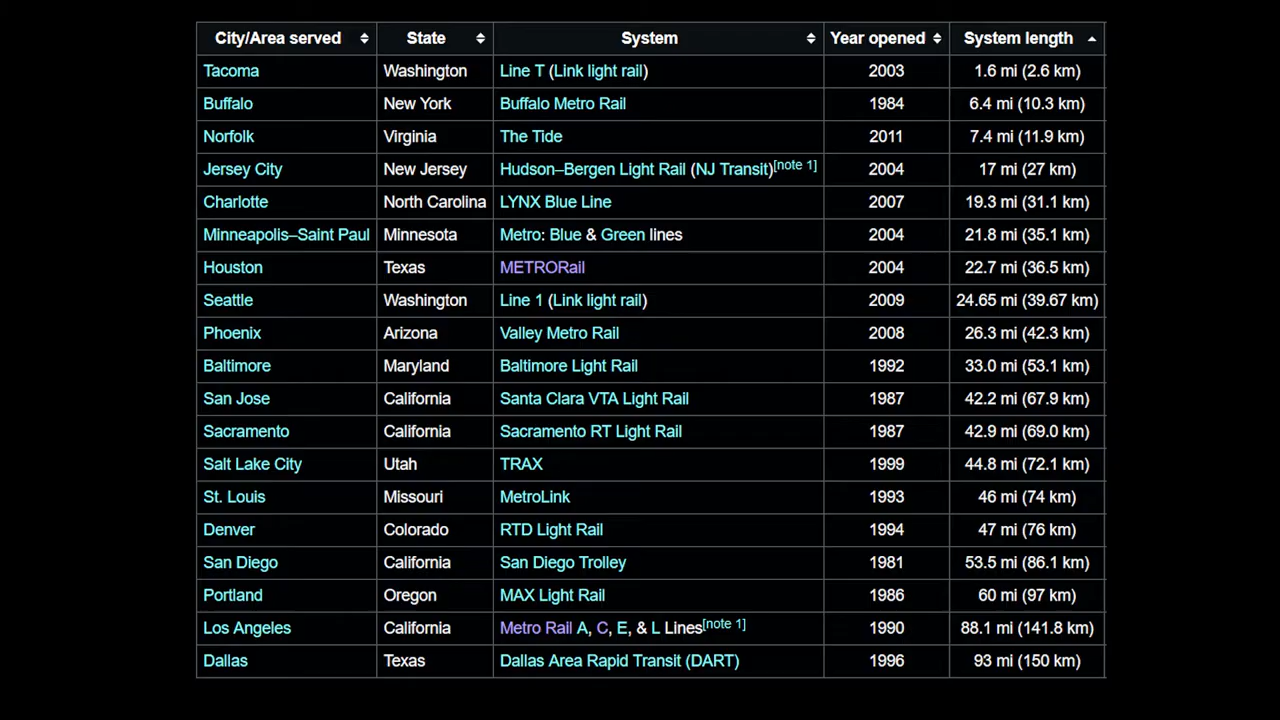 City/Area served State System Year opened System length
Tacoma Washington Line T (Link light rail) 2003 1.6 mi (2.6 km)
Buffalo New York Buffalo Metro Rail 1984 6.4 mi (10.3 km)
Norfolk Virginia The Tide 2011 7.4 mi (11.9 km)
Jersey City New Jersey Hudson–Bergen Light Rail (NJ Transit)[note 1] 2004 17 mi (27 km)
Charlotte North Carolina LYNX Blue Line 2007 19.3 mi (31.1 km)
Minneapolis–Saint Paul Minnesota Metro: Blue & Green lines 2004 21.8 mi (35.1 km)
Houston Texas METRORail 2004 22.7 mi (36.5 km)
Seattle Washington Line 1 (Link light rail) 2009 24.65 mi (39.67 km)
Phoenix Arizona Valley Metro Rail 2008 26.3 mi (42.3 km)
Baltimore Maryland Baltimore Light Rail 1992 33.0 mi (53.1 km)
San Jose California Santa Clara VTA Light Rail 1987 42.2 mi (67.9 km)
Sacramento California Sacramento RT Light Rail 1987 42.9 mi (69.0 km)
Salt Lake City Utah TRAX 1999 44.8 mi (72.1 km)
St. Louis Missouri MetroLink 1993 46 mi (74 km)
Denver Colorado RTD Light Rail 1994 47 mi (76 km)
San Diego California San Diego Trolley 1981 53.5 mi (86.1 km)
Portland Oregon MAX Light Rail 1986 60 mi (97 km)
Los Angeles California Metro Rail A, C, E, & L Lines[note 1] 1990 88.1 mi (141.8 km)
Dallas Texas Dallas Area Rapid Transit (DART) 1996 93 mi (150 km)